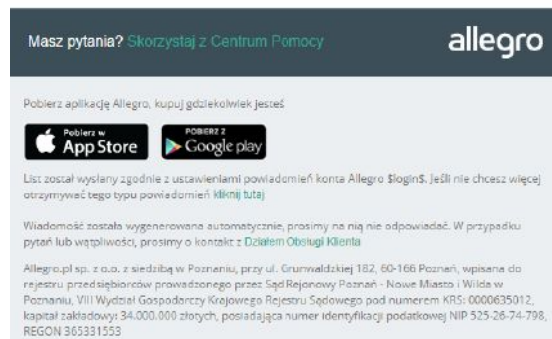 Masz pytania? Skorzystaj z Centrum Pomocy
allegro
Pobierz aplikację Allegro, kupuj gdziekolwiek jesteś
Pobierz w
App Store
POBIERZ Z
Google play
List został wysłany zgodnie z ustawieniami powiadomień konta Allegro $login$. Jeśli nie chcesz więcej
otrzymywać tego typu powiadomień kliknij tutaj
Wiadomość została wygenerowana automatycznie, prosimy na nią nie odpowiadać. W przypadku
pytań lub wątpliwości, prosimy o kontakt z Działem Obsługi Klienta
Allegro.pl sp. z o.o. z siedzibą w Poznaniu, przy ul. Grunwaldzkiej 182, 60-166 Poznań, wpisana do
rejestru przedsiębiorców prowadzonego przez Sąd Rejonowy Poznań - Nowe Miasto i Wilda w
Poznaniu, VIII Wydział Gospodarczy Krajowego Rejestru Sądowego pod numerem KRS: 0000635012,
kapitał zakładowy: 34.000.000 złotych, posiadająca numer identyfikacji podatkowej NIP 525-26-74-798,
REGON 365331553